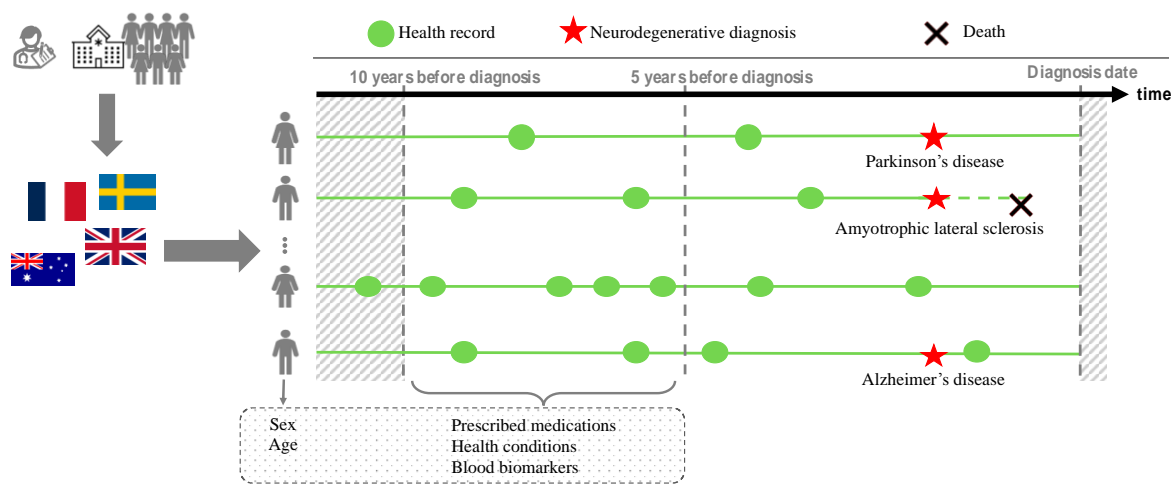 Health record
Neurodegenerative diagnosis
Death
10 years before diagnosis
5 years before diagnosis
Diagnosis date
time
Parkinson's disease
Amyotrophic lateral sclerosis
Alzheimer's disease
Sex
Age
Prescribed medications
Health conditions
Blood biomarkers